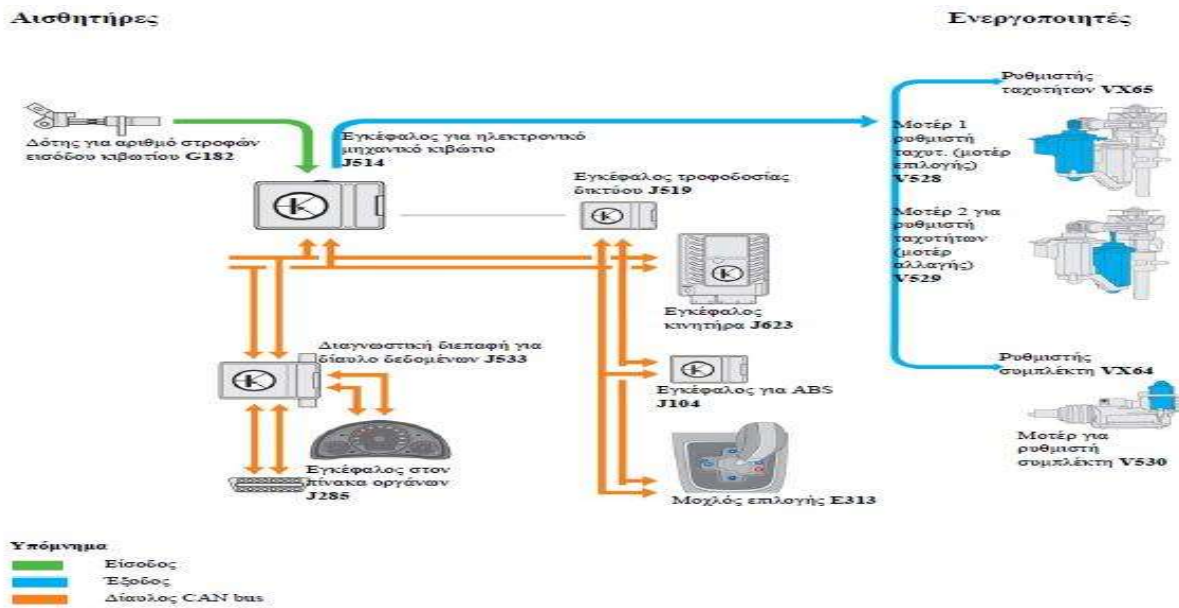 Αισθητήρες
Ενεργοποιητές
Δότης για αριθμό στροφών
εισόδου κιβωτίου G182
Εγκέφαλος για ηλεκτρονικό
μηχανικό κιβώτιο
J514
Εγκέφαλος τροφοδοσίας
δικτύου J519
Ρυθμιστής
ταχοτήτων VX65
Μοτέρ 1
ρυθμιστή
ταχυτ. (μοτέρ
επιλογής)
V528
Μοτέρ 2 για
ρυθμιστή
ταχοτήτων
(μοτέρ
αλλαγής)
V529
Εγκέφαλος
κινητήρα J623
Διαγνωστική διεπαφή για
δίαυλο δεδομένων J533
Εγκέφαλος για ABS
J104
Ρυθμιστής
συμπλέκτη VX64
Εγκέφαλος στον
πίνακα οργάνων
J285
Μοχλός επιλογής E313
Μοτέρ για
ρυθμιστή
συμπλέκτη V530
Υπόμνημα
Είσοδος
Έξοδος
Δίαυλος CAN bus